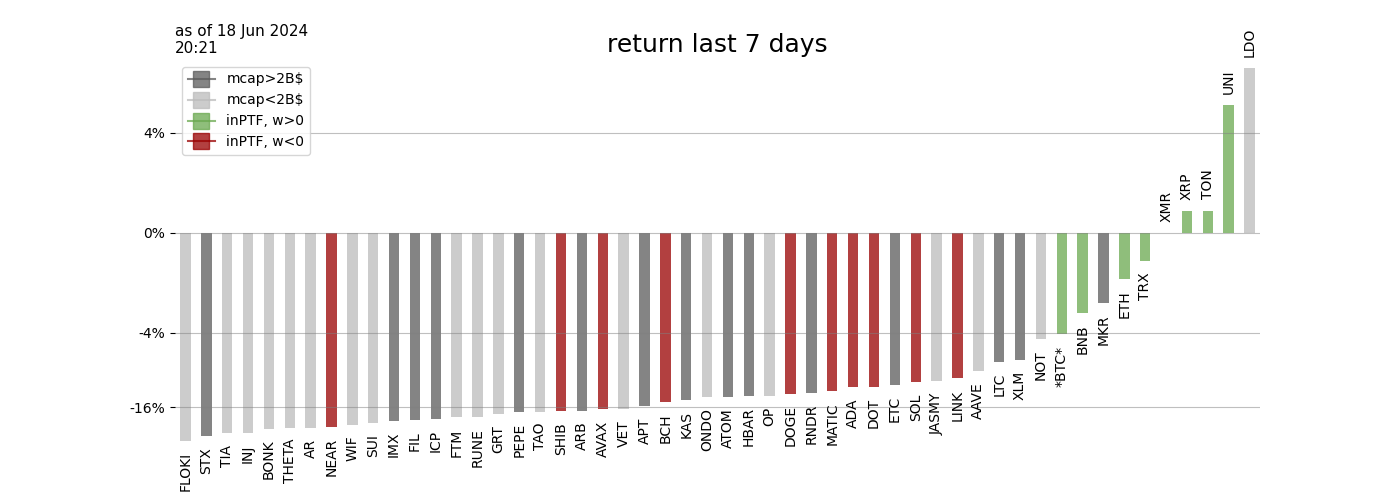 as of 18 Jun 2024
20:21
return last 7 days
mcap>2B$
mcap<2B$
inPTF, w>0
inPTF, w<0
4%
0%
-4%
-16%
FLOKI
STX
TIA
INJ
BONK
THETA
AR
NEAR
WIF
SUI
IMX
FIL
ICP
FTM
RUNE
GRT
PEPE
TAO
SHIB
ARB
AVAX
VET
APT
BCH
KAS
ONDO
ATOM
HBAR
OP
DOGE
RNDR
MATIC
ADA
DOT
ETC
SOL
JASMY
LINK
AAVE
LTC
XLM
NOT
*BTC*
BNB
MKR
ETH
TRX
XMR
XRP
TON
UNI
LDO